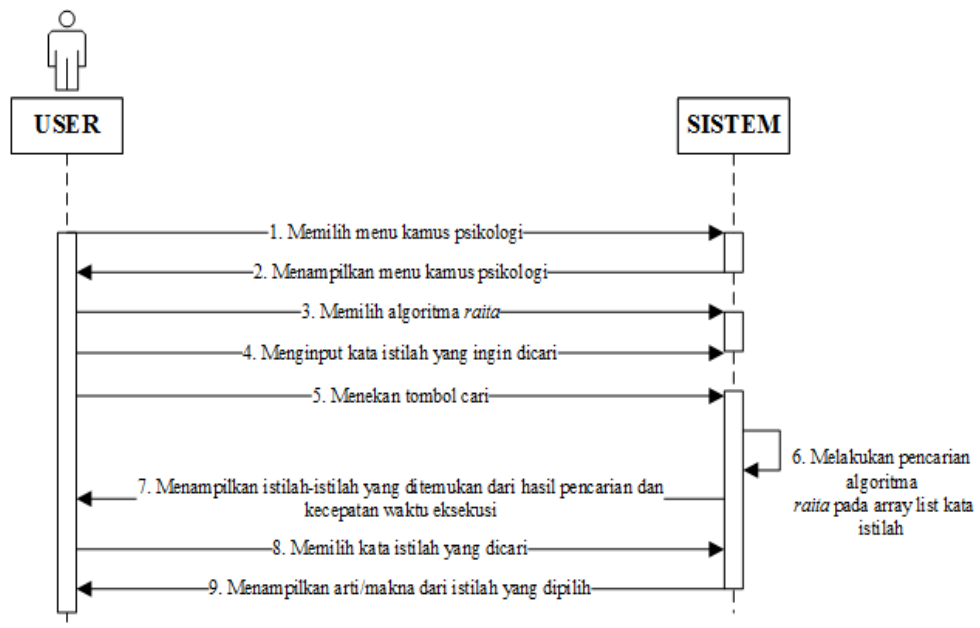 USER
SISTEM
1. Memilih menu kamus psikologi
2. Menampilkan menu kamus psikologi
3. Memilih algoritma raita
4. Menginput kata istilah yang ingin dicari
5. Menekan tombol cari
6. Melakukan pencarian
algoritma
raita pada array list kata
istilah
7. Menampilkan istilah-istilah yang ditemukan dari hasil pencarian dan
kecepatan waktu eksekusi
8. Memilih kata istilah yang dicari
9. Menampilkan arti/makna dari istilah yang dipilih